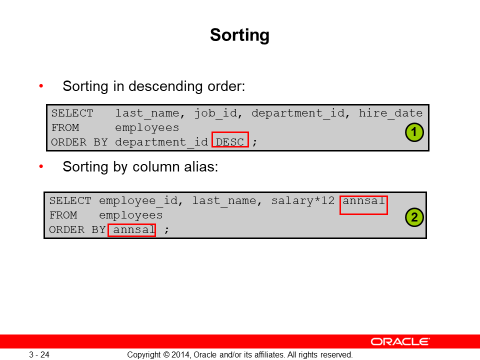 Sorting
• Sorting in descending order:
SELECT last_name, job_id, department_id, hire_date
FROM employees
ORDER BY department_id DESC ;
1
• Sorting by column alias:
SELECT employee_id, last_name, salary*12 annsal
FROM employees
ORDER BY annsal ;
2
ORACLE
3 - 24 Copyright © 2014, Oracle and/or its affiliates. All rights reserved.